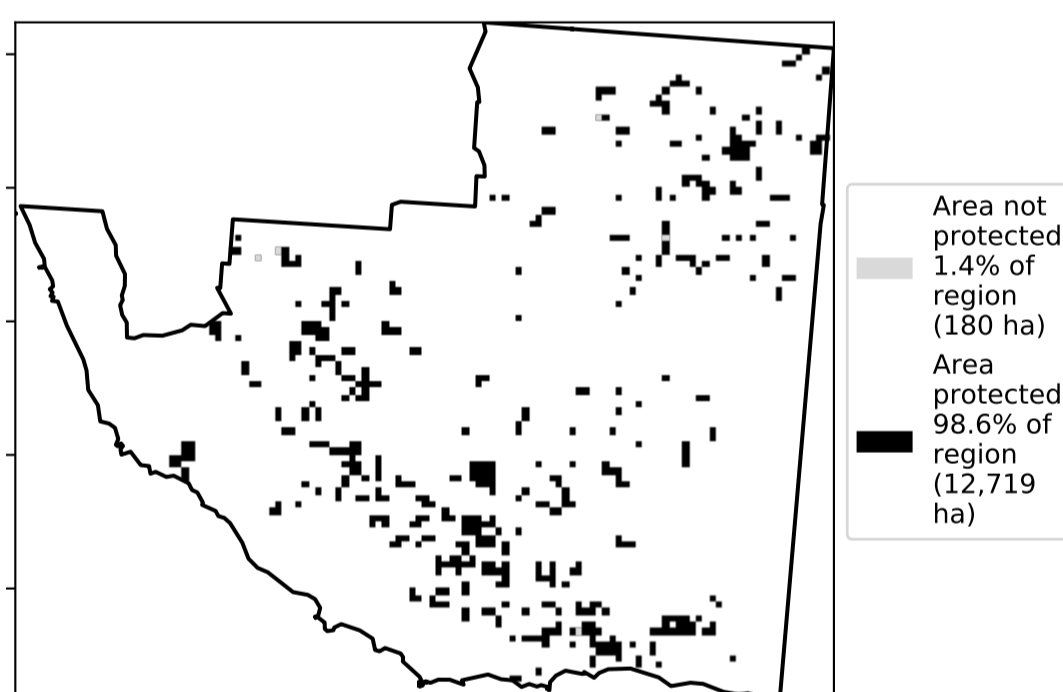 Area not
protected
1.4% of
region
(180 ha)
Area
protected
98.6% of
region
(12,719
ha)